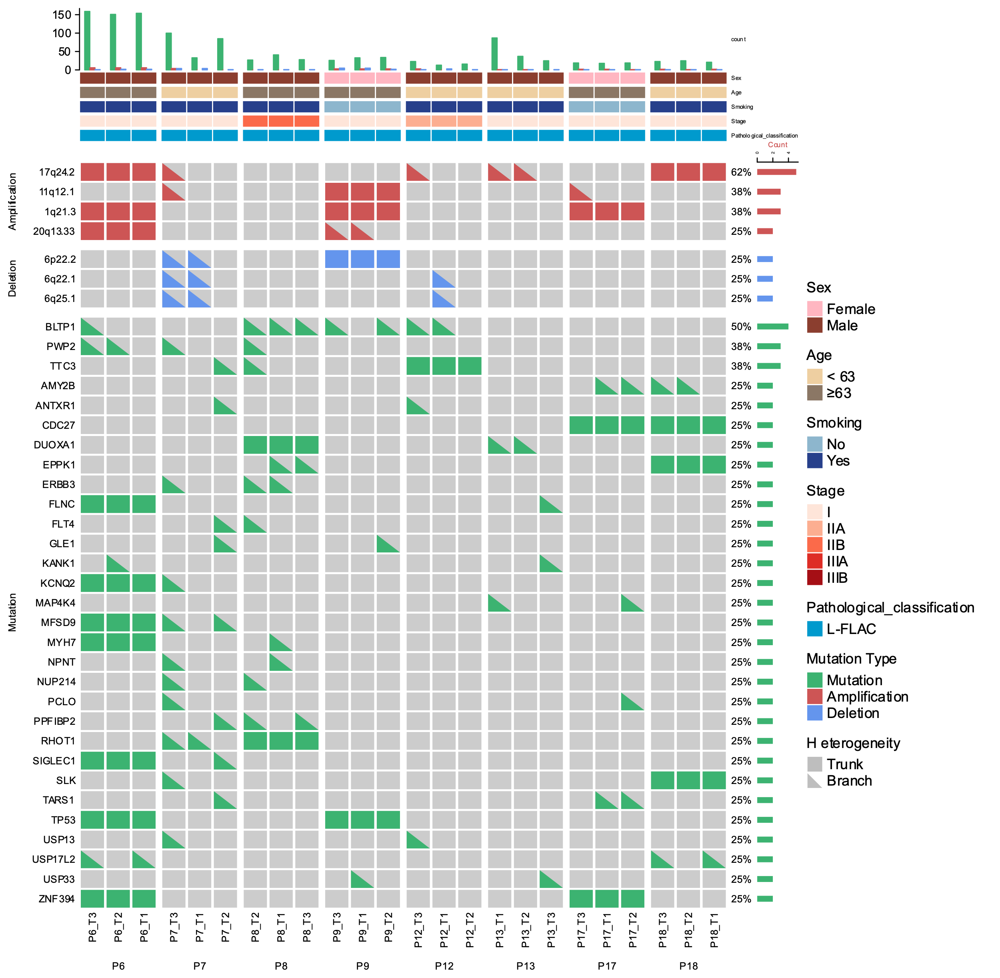 150
100
50
0
count
Sex
Age
Smoking
Stage
Pathological_classification
Count
0 2 4
Amplification
17q24.2 62%
11q12.1 38%
1q21.3 38%
20q13.33 25%
Deletion
6p22.2 25%
6q22.1 25%
6q25.1 25%
Mutation
BLTP1 50%
PWP2 38%
TTC3 38%
AMY2B 25%
ANTXR1 25%
CDC27 25%
DUOXA1 25%
EPPK1 25%
ERBB3 25%
FLNC 25%
FLT4 25%
GLE1 25%
KANK1 25%
KCNQ2 25%
MAP4K4 25%
MFSD9 25%
MYH7 25%
NPNT 25%
NUP214 25%
PCLO 25%
PPFIBP2 25%
RHOT1 25%
SIGLEC1 25%
SLK 25%
TARS1 25%
TP53 25%
USP13 25%
USP17L2 25%
USP33 25%
ZNF394 25%
P6_T3 P6_T2 P6_T1 P7_T3 P7_T1 P7_T2 P8_T2 P8_T1 P8_T3 P9_T3 P9_T1 P9_T2 P12_T3 P12_T1 P12_T2 P13_T1 P13_T2 P13_T3 P17_T3 P17_T1 P17_T2 P18_T3 P18_T2 P18_T1
P6 P7 P8 P9 P12 P13 P17 P18
Sex
Female
Male
Age
< 63
≥63
Smoking
No
Yes
Stage
I
IIA
IIB
IIIA
IIIB
Pathological_classification
L-FLAC
Mutation Type
Mutation
Amplification
Deletion
Heterogeneity
Trunk
Branch